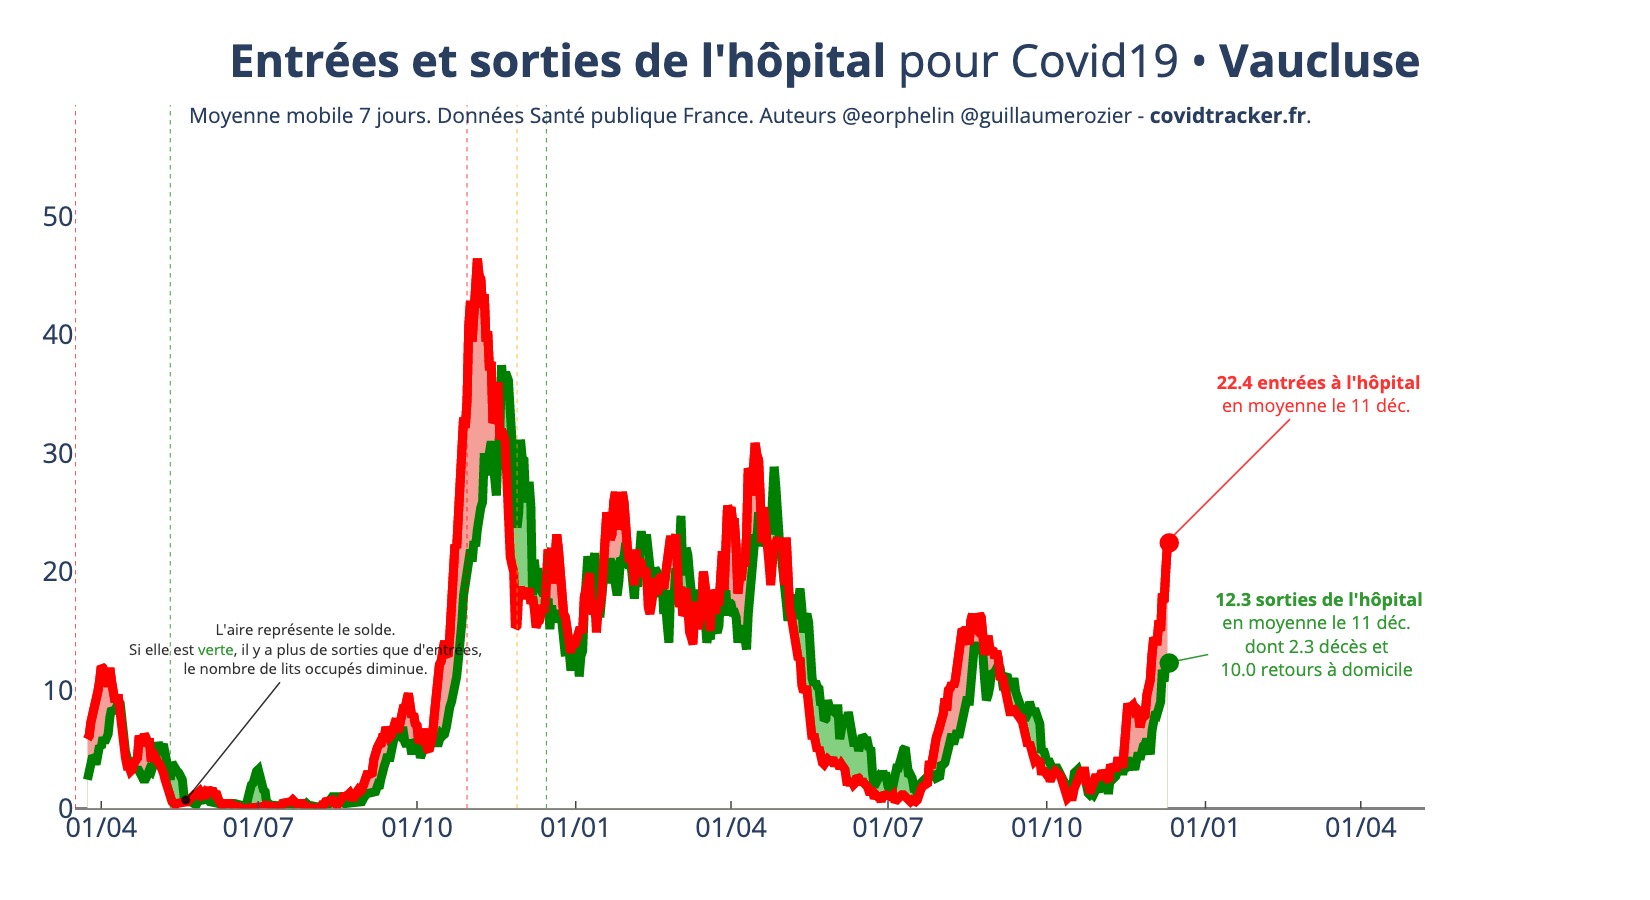 Entrées et sorties de l'hôpital pour Covid19 • Vaucluse
Moyenne mobile 7 jours. Données Santé publique France. Auteurs @eorphelin @guillaumerozier - covidtracker.fr.
50
40
30
20
10
0
22.4 entrées à l'hôpital
en moyenne le 11 déc.
12.3 sorties de l'hôpital
en moyenne le 11 déc.
dont 2.3 décès et
10.0 retours à domicile
L'aire représente le solde.
Si elle est verte, il y a plus de sorties que d'entrées,
le nombre de lits occupés diminue.
01/04 01/07 01/10 01/01 01/04 01/07 01/10 01/01 01/04